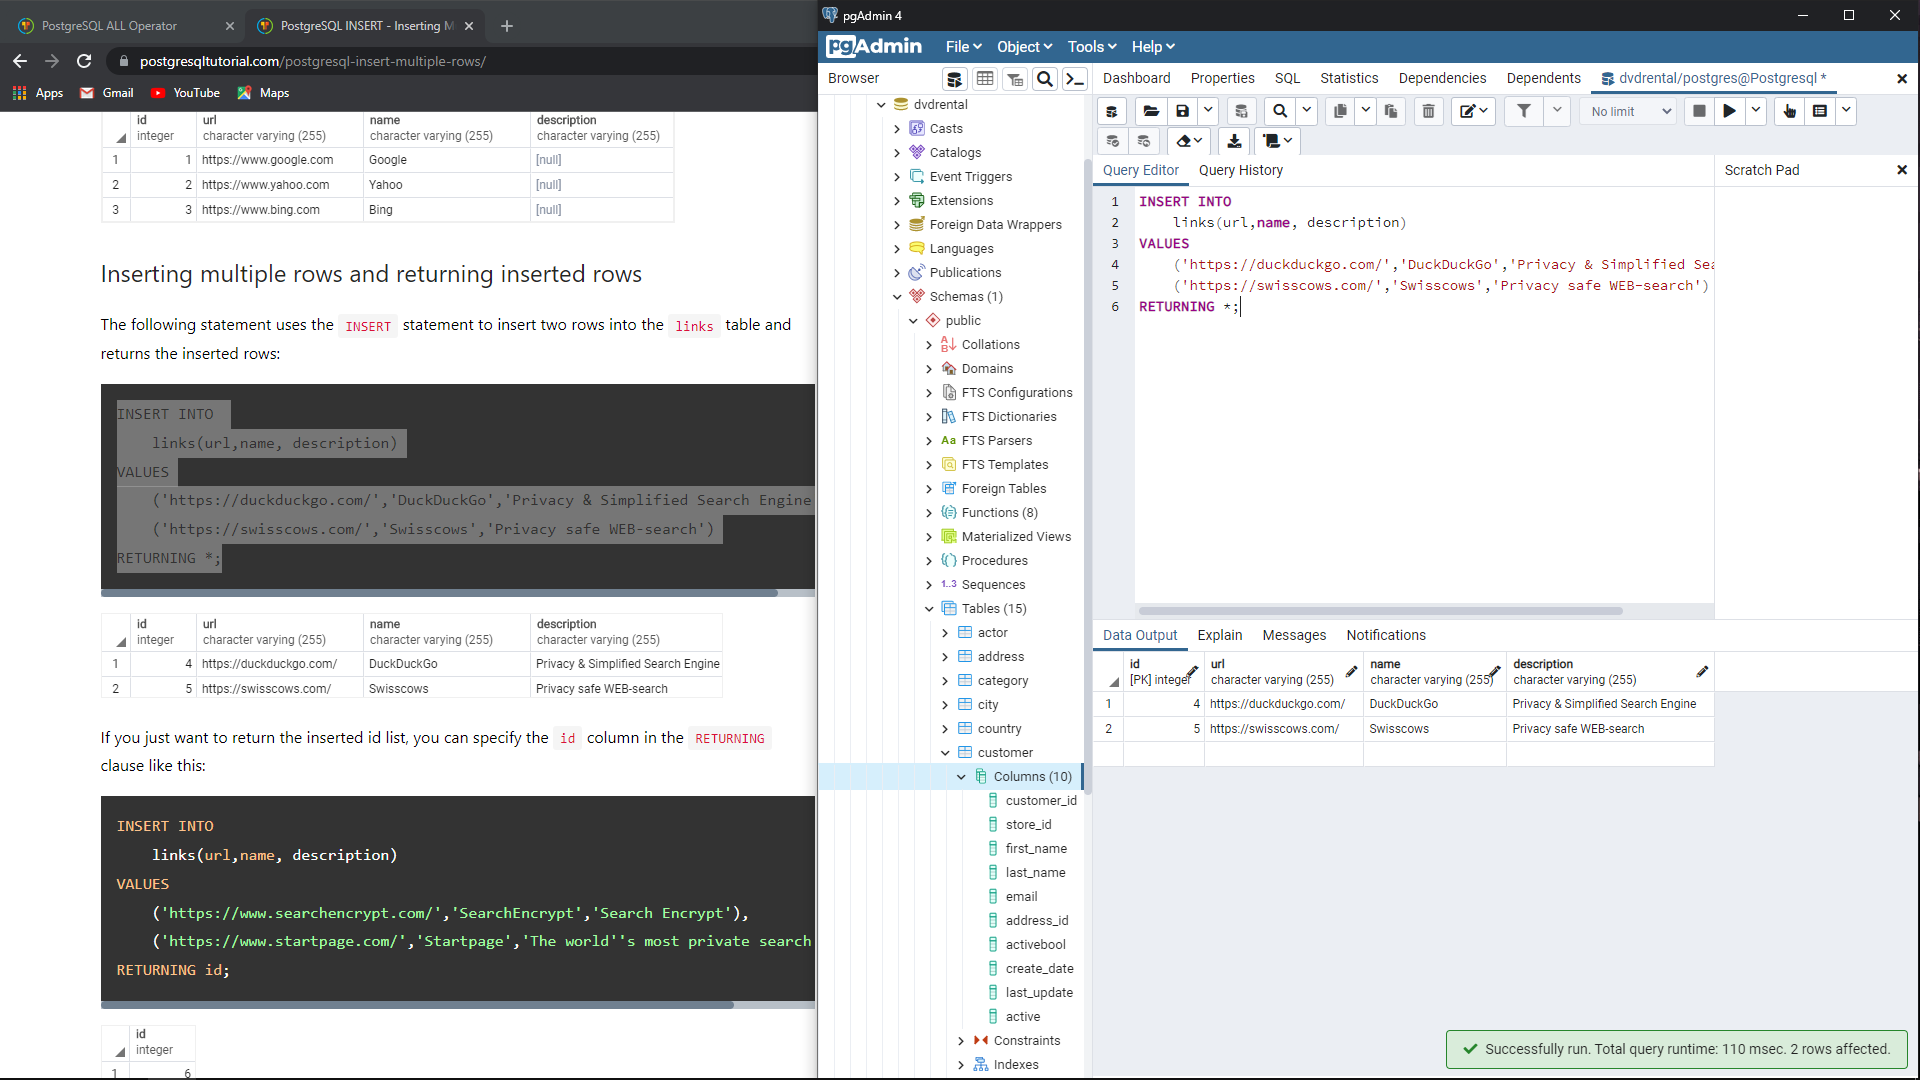 PostgreSQL ALL Operator
PostgreSQL INSERT - Inserting M
postgresqltutorial.com/postgresql-insert-multiple-rows/
Apps
Gmail
YouTube
Maps
id
integer
url
character varying (255)
name
character varying (255)
description
character varying (255)
1 1 https://www.google.com Google [null]
2 2 https://www.yahoo.com Yahoo [null]
3 3 https://www.bing.com Bing [null]
Inserting multiple rows and returning inserted rows
The following statement uses the INSERT statement to insert two rows into the links table and
returns the inserted rows:
INSERT INTO
links(url,name, description)
VALUES
('https://duckduckgo.com/','DuckDuckGo','Privacy & Simplified Search Engine
('https://swisscows.com/','Swisscows','Privacy safe WEB-search')
RETURNING *;
id
integer
url
character varying (255)
name
character varying (255)
description
character varying (255)
1 4 https://duckduckgo.com/ DuckDuckGo Privacy & Simplified Search Engine
2 5 https://swisscows.com/ Swisscows Privacy safe WEB-search
If you just want to return the inserted id list, you can specify the id column in the RETURNING
clause like this:
INSERT INTO
links(url,name, description)
VALUES
('https://www.searchencrypt.com/','SearchEncrypt','Search Encrypt'),
('https://www.startpage.com/','Startpage','The world''s most private search
RETURNING id;
id
integer
1 6
pgAdmin 4
pgAdmin
File
Object
Tools
Help
Browser
dvdrental
Casts
Catalogs
Event Triggers
Extensions
Foreign Data Wrappers
Languages
Publications
Schemas (1)
public
Collations
Domains
FTS Configurations
FTS Dictionaries
Aa FTS Parsers
FTS Templates
Foreign Tables
Functions (8)
Materialized Views
Procedures
1..3 Sequences
Tables (15)
actor
address
category
city
country
customer
Columns (10)
customer_id
store_id
first_name
last_name
email
address_id
activebool
create_date
last_update
active
Constraints
Indexes
Dashboard
Properties
SQL
Statistics
Dependencies
Dependents
dvdrental/postgres@Postgresql *
No limit
Query Editor
Query History
Scratch Pad
1 INSERT INTO
2 links(url,name, description)
3 VALUES
4 ('https://duckduckgo.com/','DuckDuckGo','Privacy & Simplified Sea
5 ('https://swisscows.com/','Swisscows','Privacy safe WEB-search')
6 RETURNING *;
Data Output
Explain
Messages
Notifications
id
[PK] integer
url
character varying (255)
name
character varying (255)
description
character varying (255)
1 4 https://duckduckgo.com/ DuckDuckGo Privacy & Simplified Search Engine
2 5 https://swisscows.com/ Swisscows Privacy safe WEB-search
Successfully run. Total query runtime: 110 msec. 2 rows affected.